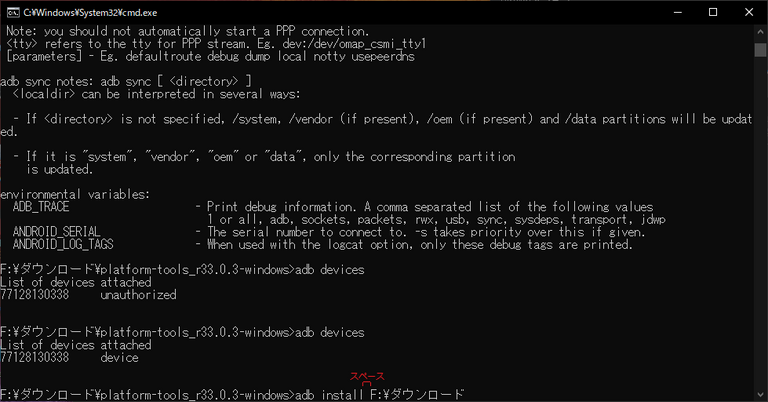 C:¥Windows¥System32¥cmd.exe
Note: you should not automatically start a PPP connection.
<tty> refers to the tty for PPP stream. Eg. dev:/dev/omap_csmi_tty1
[parameters] - Eg. defaultroute debug dump local notty usepeerdns
adb sync notes: adb sync [ <directory> ]
<localdir> can be interpreted in several ways:
- If <directory> is not specified, /system, /vendor (if present), /oem (if present) and /data partitions will be updat
ed.
- If it is "system", "vendor", "oem" or "data", only the corresponding partition
is updated.
environmental variables:
ADB_TRACE - Print debug information. A comma separated list of the following values
1 or all, adb, sockets, packets, rwx, usb, sync, sysdeps, transport, jdwp
ANDROID_SERIAL - The serial number to connect to. -s takes priority over this if given.
ANDROID_LOG_TAGS - When used with the logcat option, only these debug tags are printed.
F:¥ダウンロード¥platform-tools_r33.0.3-windows>adb devices
List of devices attached
77128130338 unauthorized
F:¥ダウンロード¥platform-tools_r33.0.3-windows>adb devices
List of devices attached
77128130338 device
スペース
F:¥ダウンロード¥platform-tools_r33.0.3-windows>adb install F:¥ダウンロード